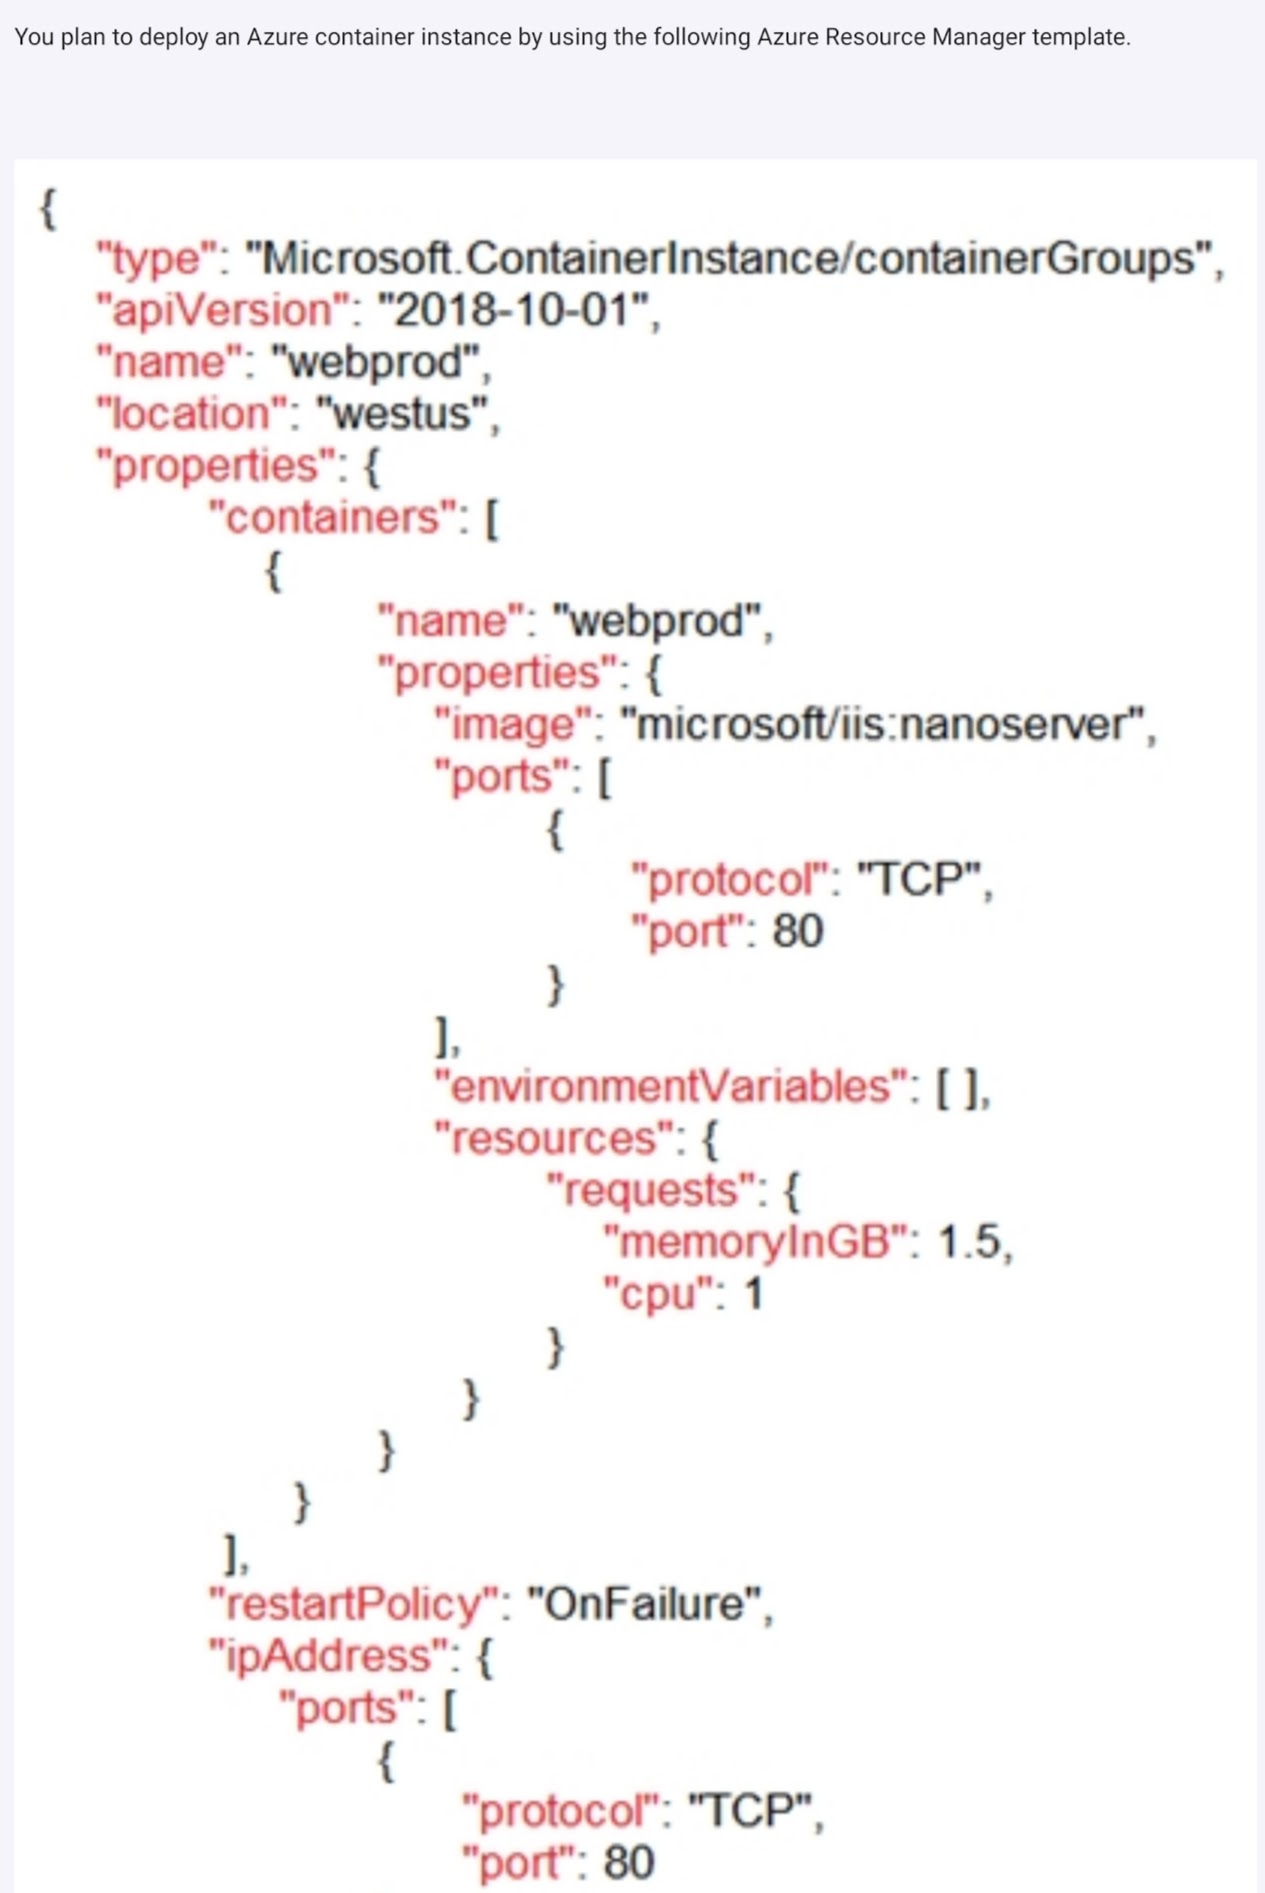 You plan to deploy an Azure container instance by using the following Azure Resource Manager template.
{
"type": "Microsoft.ContainerInstance/containerGroups",
"apiVersion": "2018-10-01",
"name": "webprod",
"location": "westus",
"properties": {
"containers": [
{
"name": "webprod",
"properties": {
"image": "microsoft/iis:nanoserver",
"ports": [
{
"protocol": "TCP",
"port": 80
}
],
"environmentVariables": [ ],
"resources": {
"requests": {
"memoryInGB": 1.5,
"cpu": 1
}
}
}
}
],
"restartPolicy": "OnFailure",
"ipAddress": {
"ports": [
{
"protocol": "TCP",
"port": 80